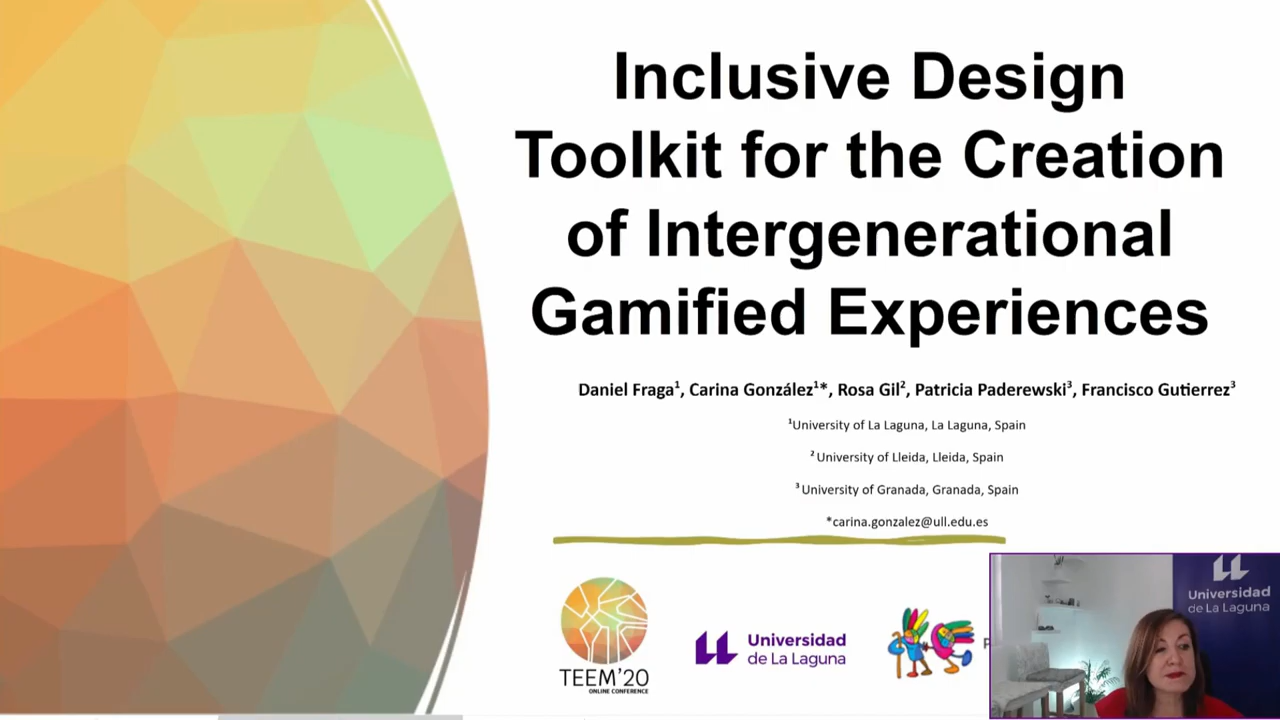 Inclusive Design
Toolkit for the Creation
of Intergenerational
Gamified Experiences
Daniel Fraga¹, Carina González¹*, Rosa Gil², Patricia Paderewski³, Francisco Gutierrez³
¹University of La Laguna, La Laguna, Spain
² University of Lleida, Lleida, Spain
³ University of Granada, Granada, Spain
*carina.gonzalez@ull.edu.es
TEEM'20
ONLINE CONFERENCE
Universidad
de La Laguna
Universidad
de La Laguna